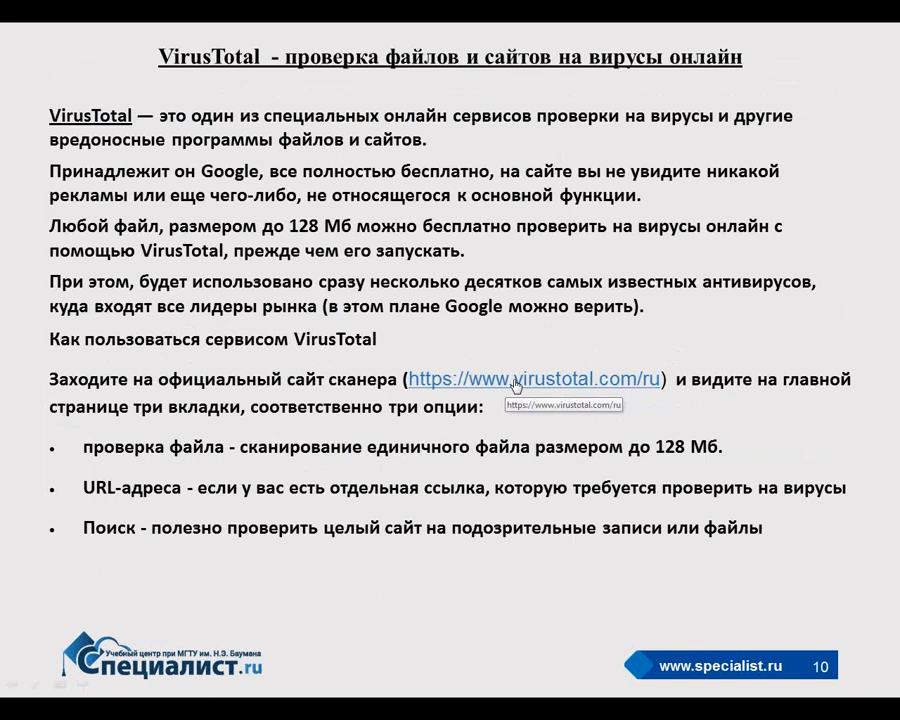 VirusTotal - проверка файлов и сайтов на вирусы онлайн
VirusTotal — это один из специальных онлайн сервисов проверки на вирусы и другие
вредоносные программы файлов и сайтов.
Принадлежит он Google, все полностью бесплатно, на сайте вы не увидите никакой
рекламы или еще чего-либо, не относящегося к основной функции.
Любой файл, размером до 128 Мб можно бесплатно проверить на вирусы онлайн с
помощью VirusTotal, прежде чем его запускать.
При этом, будет использовано сразу несколько десятков самых известных антивирусов,
куда входят все лидеры рынка (в этом плане Google можно верить).
Как пользоваться сервисом VirusTotal
Заходите на официальный сайт сканера (https://www.virustotal.com/ru) и видите на главной
странице три вкладки, соответственно три опции:
https://www.virustotal.com/ru
• проверка файла - сканирование единичного файла размером до 128 Мб.
• URL-адреса - если у вас есть отдельная ссылка, которую требуется проверить на вирусы
• Поиск - полезно проверить целый сайт на подозрительные записи или файлы
Учебный центр при МГТУ им. Н.Э. Баумана
Специалист.ru
www.specialist.ru 10